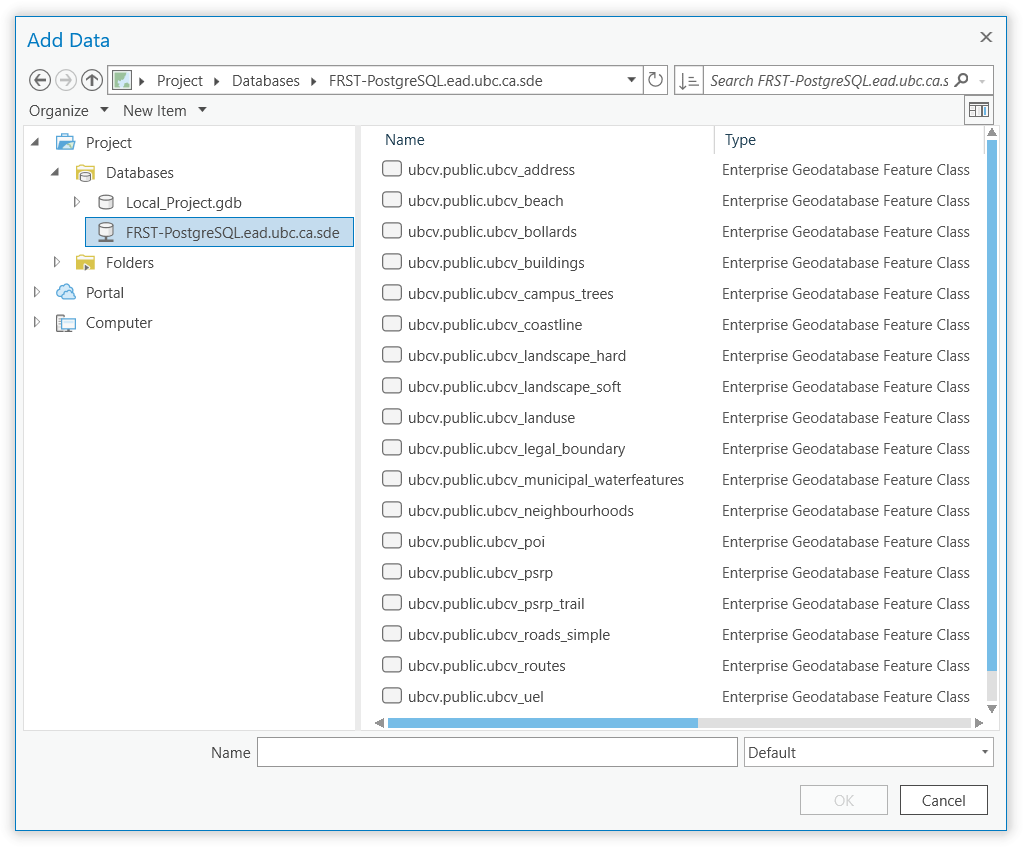 Add Data
Project Databases FRST-PostgreSQL.ead.ubc.ca.sde Search FRST-PostgreSQL.ead.ubc.ca.s
Organize New Item
Project
Databases
Local_Project.gdb
FRST-PostgreSQL.ead.ubc.ca.sde
Folders
Portal
Computer
Name Type
ubcv.public.ubcv_address Enterprise Geodatabase Feature Class
ubcv.public.ubcv_beach Enterprise Geodatabase Feature Class
ubcv.public.ubcv_bollards Enterprise Geodatabase Feature Class
ubcv.public.ubcv_buildings Enterprise Geodatabase Feature Class
ubcv.public.ubcv_campus_trees Enterprise Geodatabase Feature Class
ubcv.public.ubcv_coastline Enterprise Geodatabase Feature Class
ubcv.public.ubcv_landscape_hard Enterprise Geodatabase Feature Class
ubcv.public.ubcv_landscape_soft Enterprise Geodatabase Feature Class
ubcv.public.ubcv_landuse Enterprise Geodatabase Feature Class
ubcv.public.ubcv_legal_boundary Enterprise Geodatabase Feature Class
ubcv.public.ubcv_municipal_waterfeatures Enterprise Geodatabase Feature Class
ubcv.public.ubcv_neighbourhoods Enterprise Geodatabase Feature Class
ubcv.public.ubcv_poi Enterprise Geodatabase Feature Class
ubcv.public.ubcv_psrp Enterprise Geodatabase Feature Class
ubcv.public.ubcv_psrp_trail Enterprise Geodatabase Feature Class
ubcv.public.ubcv_roads_simple Enterprise Geodatabase Feature Class
ubcv.public.ubcv_routes Enterprise Geodatabase Feature Class
ubcv.public.ubcv_uel Enterprise Geodatabase Feature Class
Name Default
OK Cancel